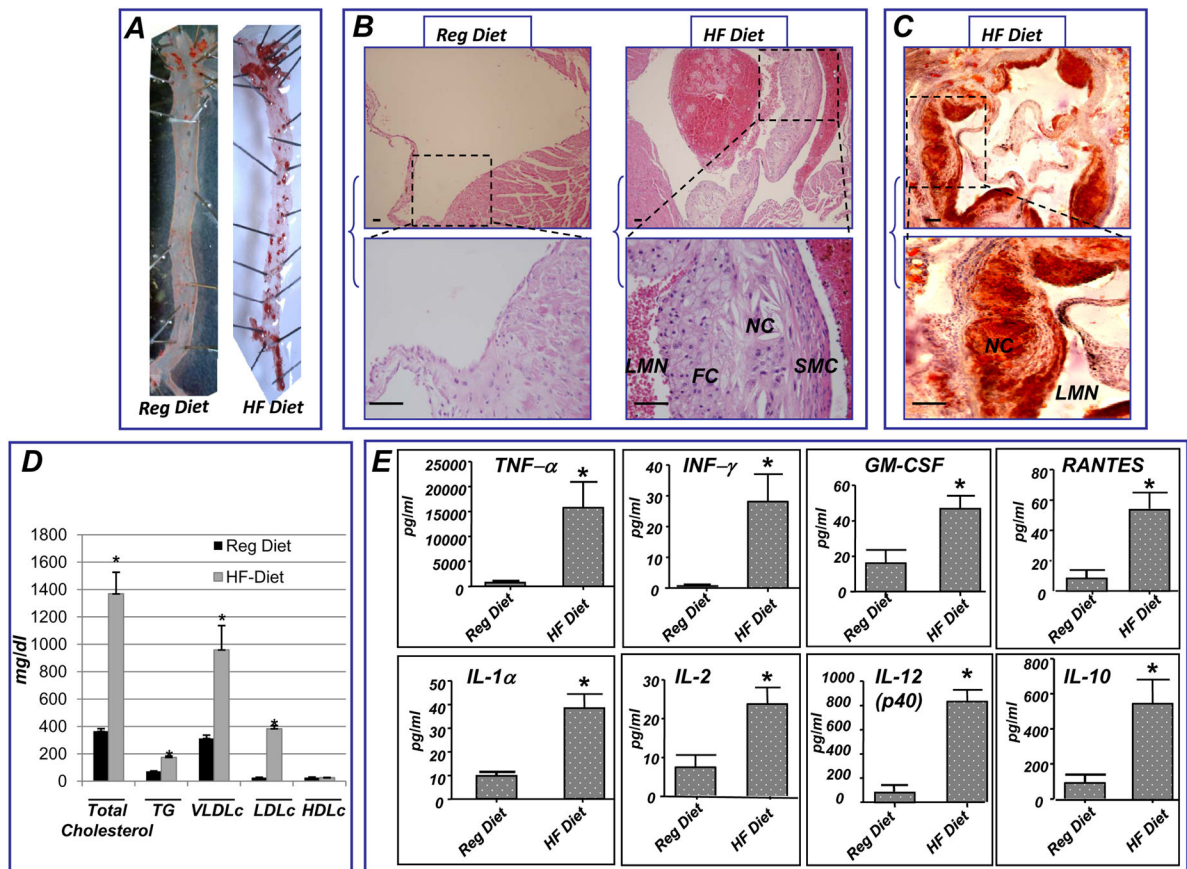 A
Reg Diet
HF Diet
B
Reg Diet
HF Diet
LMN
FC
NC
SMC
C
HF Diet
NC
LMN
D
mg/dl
1800
1600
1400
1200
1000
800
600
400
200
0
Reg Diet
HF-Diet
*
*
*
*
Total
Cholesterol
TG
VLDLc
LDLc
HDLc
E
TNF–α
pg/ml
25000
20000
15000
10000
5000
0
*
Reg Diet
HF Diet
INF–γ
pg/ml
40
30
20
10
0
*
Reg Diet
HF Diet
GM-CSF
pg/ml
60
40
20
0
*
Reg Diet
HF Diet
RANTES
pg/ml
80
60
40
20
0
*
Reg Diet
HF Diet
IL-1α
pg/ml
50
40
30
20
10
0
*
Reg Diet
HF Diet
IL-2
pg/ml
30
20
10
0
*
Reg Diet
HF Diet
IL-12
(p40)
pg/ml
1000
800
600
400
200
0
*
Reg Diet
HF Diet
IL-10
pg/ml
800
600
400
200
0
*
Reg Diet
HF Diet